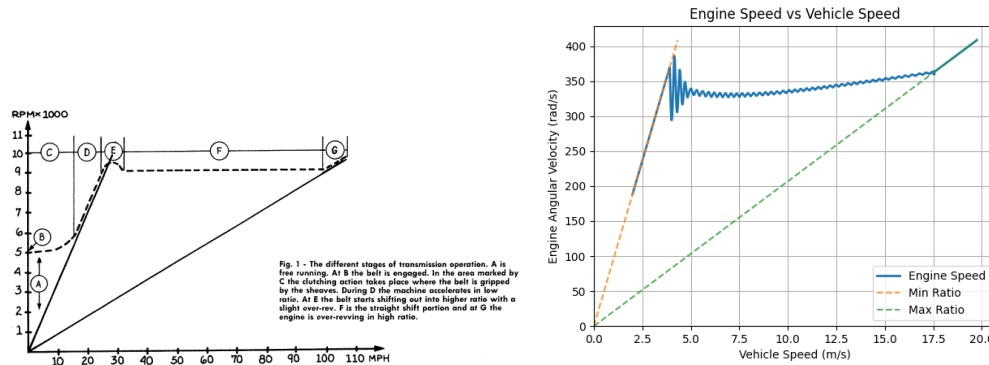 RPM×1000
11
10
9
8
7
6
5
4
3
2
1
C
D
E
F
G
B
A
10
20
30
40
50
60
70
80
90
100
110
MPH
Fig. 1 - The different stages of transmission operation. A is
free running. At B the belt is engaged. In the area marked by
C the clutching action takes place where the belt is gripped
by the sheaves. During D the machine accelerates in low
ratio. At E the belt starts shifting out into higher ratio with a
slight over-rev. F is the straight shift portion and at G the
engine is over-revving in high ratio.
Engine Speed vs Vehicle Speed
Engine Angular Velocity (rad/s)
400
350
300
250
200
150
100
50
0
0.0
2.5
5.0
7.5
10.0
12.5
15.0
17.5
20.0
Vehicle Speed (m/s)
Engine Speed
Min Ratio
Max Ratio